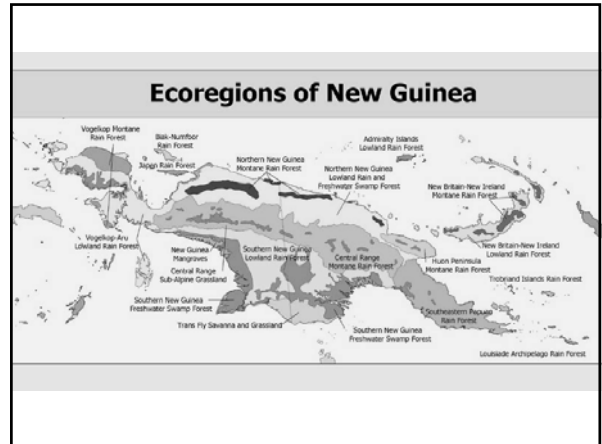 Ecoregions of New Guinea
Vogelkop Montane
Rain Forest
Biak-Numfoor
Rain Forest
Japen Rain Forest
Northern New Guinea
Montane Rain Forest
Northern New Guinea
Lowland Rain and
Freshwater Swamp Forest
Admiralty Islands
Lowland Rain Forest
New Britain-New Ireland
Montane Rain Forest
Vogelkop-Aru
Lowland Rain Forest
New Guinea
Mangroves
Central Range
Sub-Alpine Grassland
Southern New Guinea
Lowland Rain Forest
Central Range
Montane Rain Forest
New Britain-New Ireland
Lowland Rain Forest
Huon Peninsula
Montane Rain Forest
Trobriand Islands Rain Forest
Southern New Guinea
Freshwater Swamp Forest
Trans Fly Savanna and Grassland
Southern New Guinea
Freshwater Swamp Forest
Southeastern Papuan
Rain Forest
Louisiade Archipelago Rain Forest